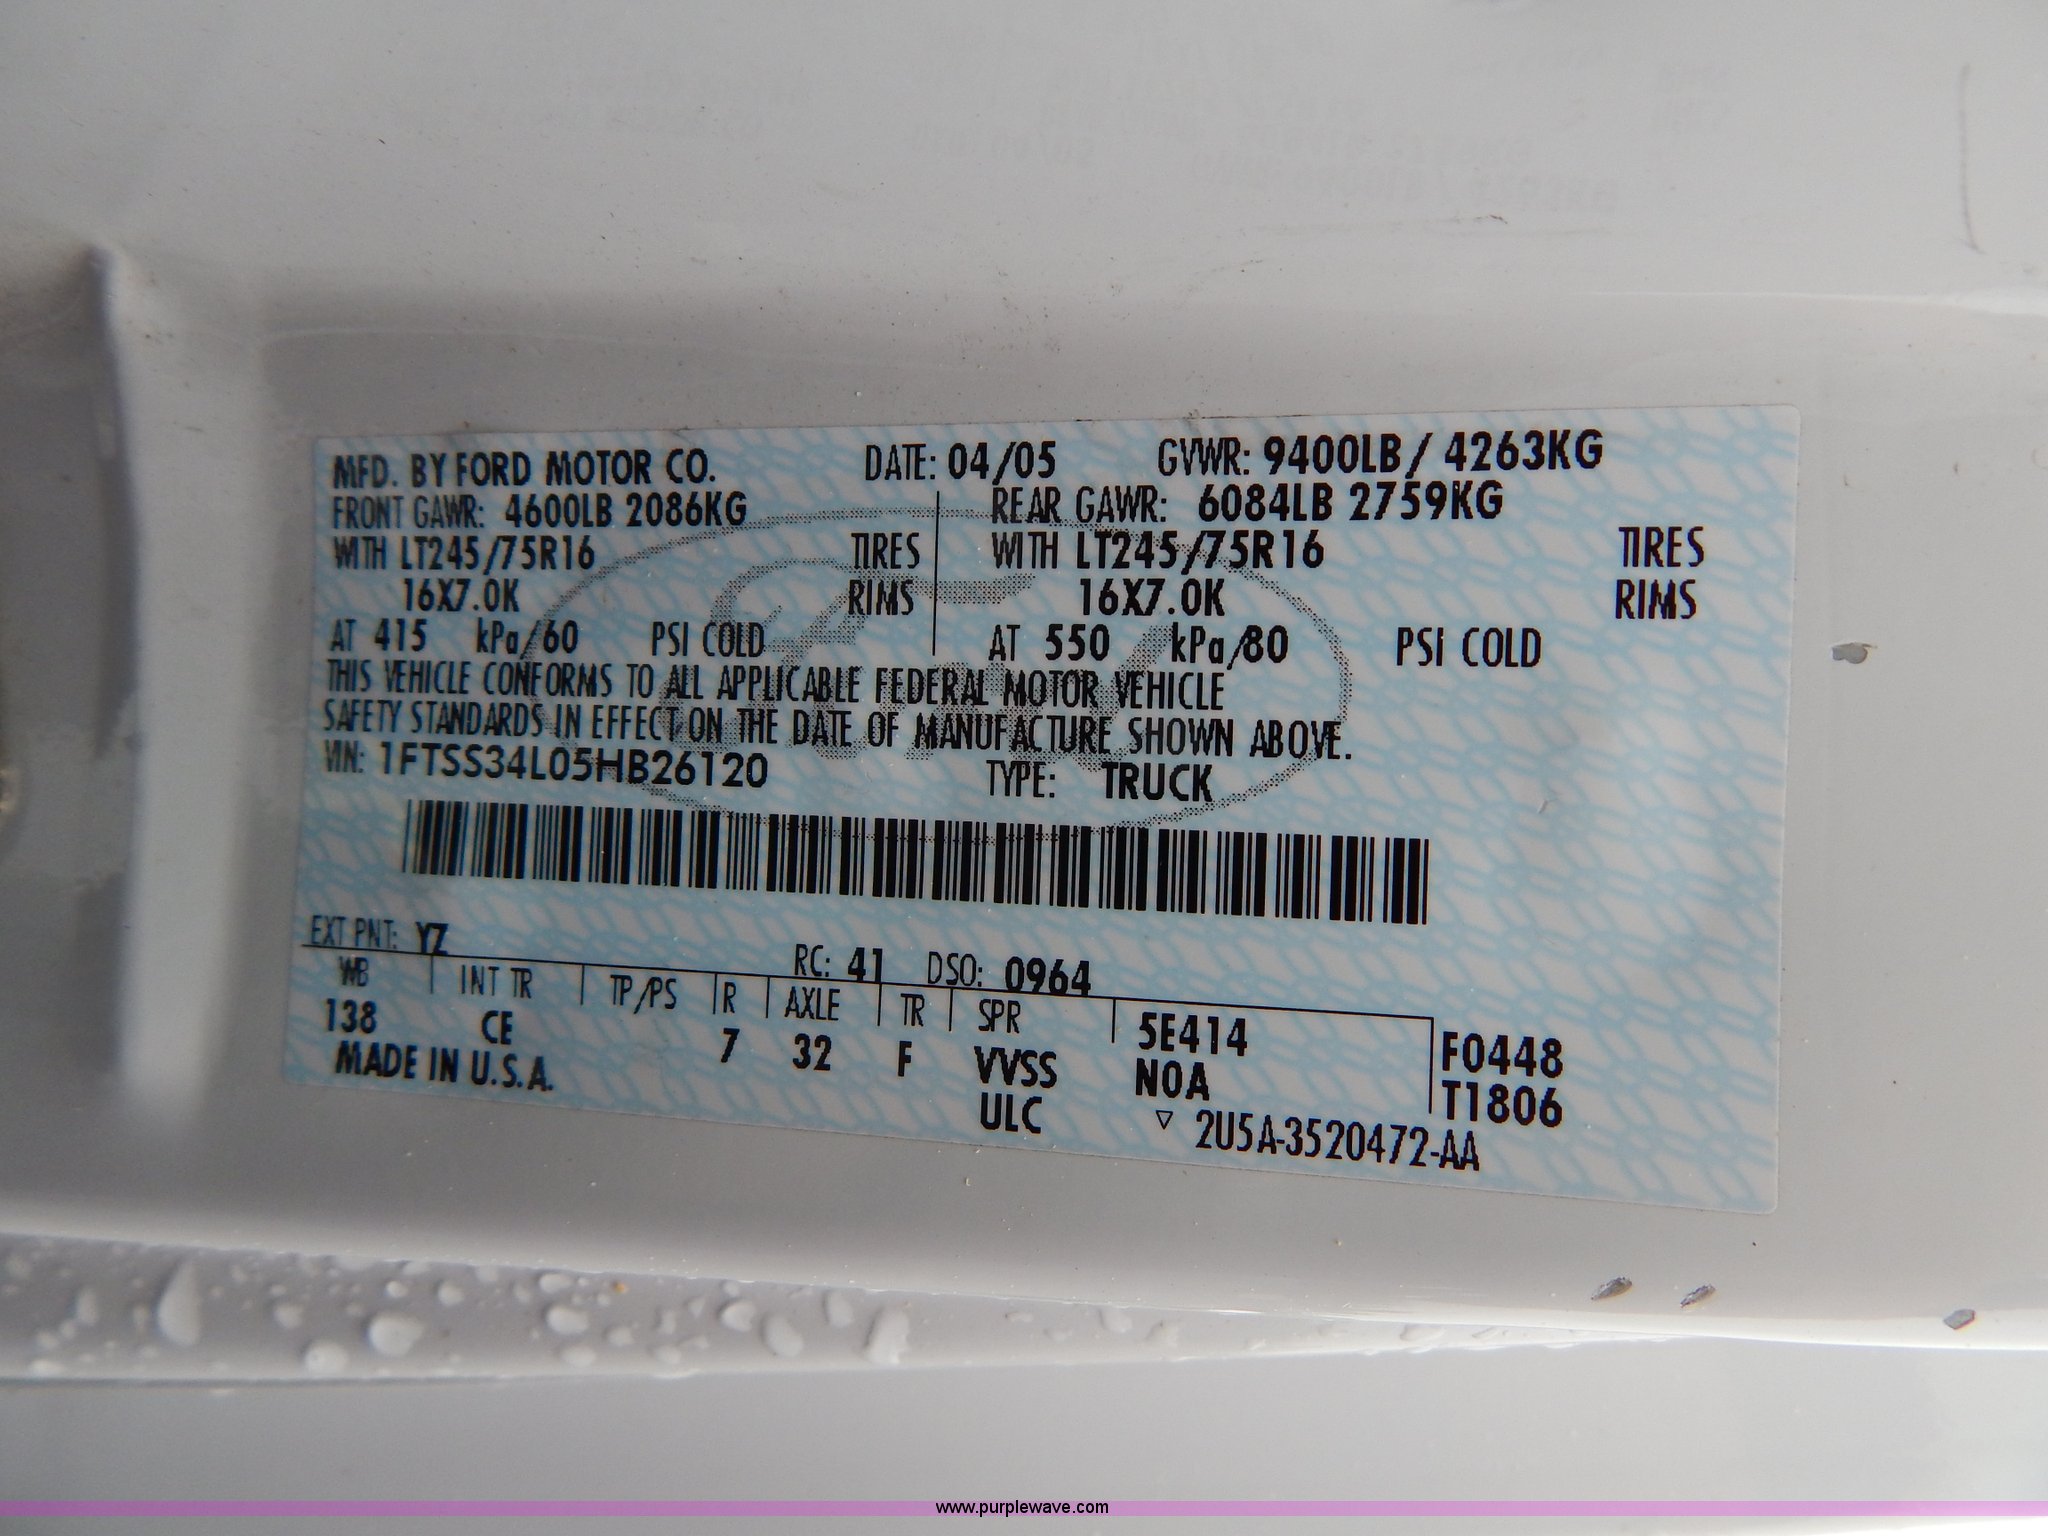 MFD. BY FORD MOTOR CO. DATE: 04/05 GVWR: 9400LB / 4263KG
FRONT GAWR: 4600LB 2086KG REAR GAWR: 6084LB 2759KG
WITH LT245/75R16 TIRES WITH LT245/75R16 TIRES
16X7.0K RIMS 16X7.0K RIMS
AT 415 kPa/60 PSI COLD AT 550 kPa/80 PSI COLD
THIS VEHICLE CONFORMS TO ALL APPLICABLE FEDERAL MOTOR VEHICLE
SAFETY STANDARDS IN EFFECT ON THE DATE OF MANUFACTURE SHOWN ABOVE.
VIN: 1FTSS34L05HB26120 TYPE: TRUCK
EXT PNT: YZ RC: 41 DSO: 0964
WB INT TR TP/PS R AXLE TR SPR
138 CE 7 32 F VVSS 5E414 F0448
MADE IN U.S.A. ULC N0A T1806
▽ 2U5A-3520472-AA
www.purplewave.com